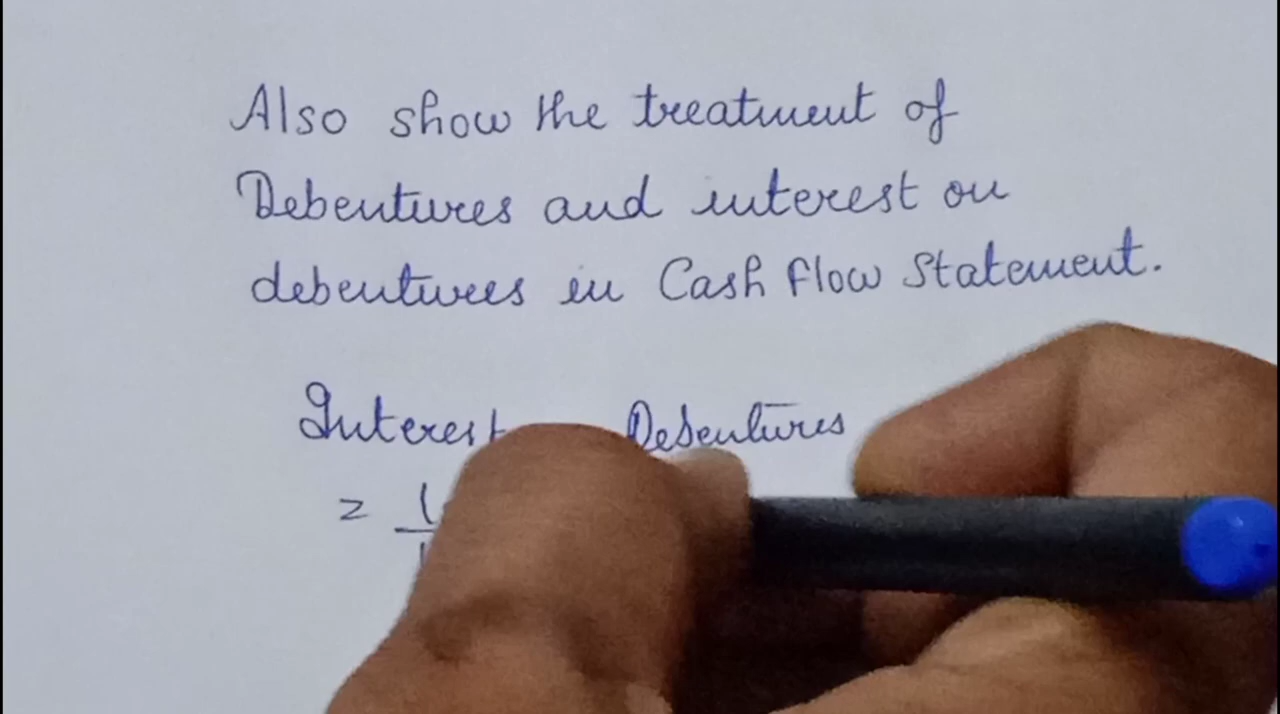 Also show the treatment of
Debentures and interest on
debentures in Cash Flow Statement.
Interest Debentures
=